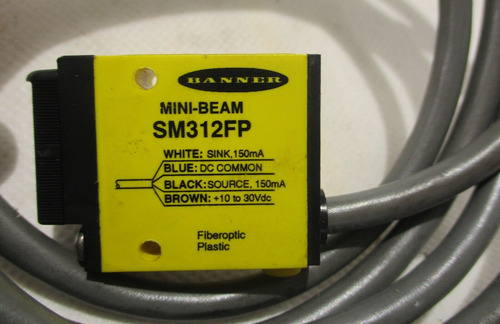 BANNER
MINI-BEAM
SM312FP
WHITE: SINK, 150mA
BLUE: DC COMMON
BLACK: SOURCE, 150mA
BROWN: +10 to 30Vdc
Fiberoptic
Plastic